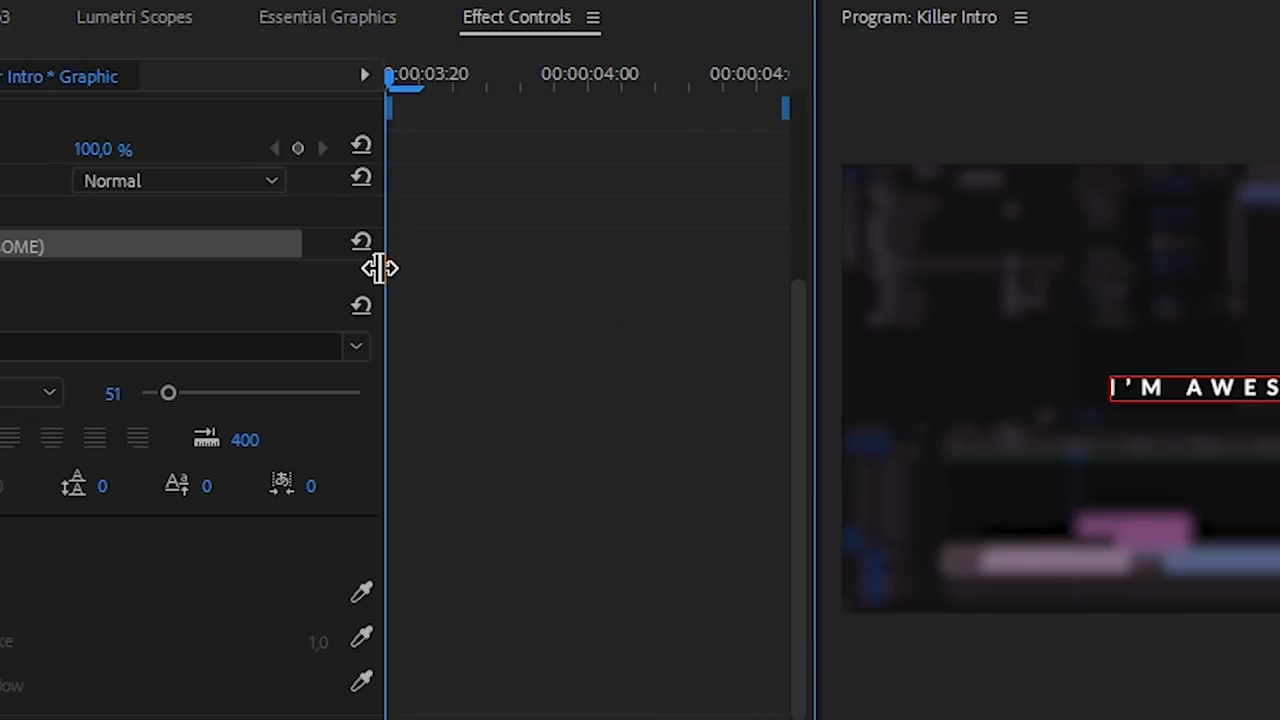 Lumetri Scopes Essential Graphics Effect Controls Program: Killer Intro
Intro * Graphic :00:00:03:20 00:00:04:00 00:00:04:
100,0 %
Normal
OME)
51
400
0 0 0
1,0
I'M AWES